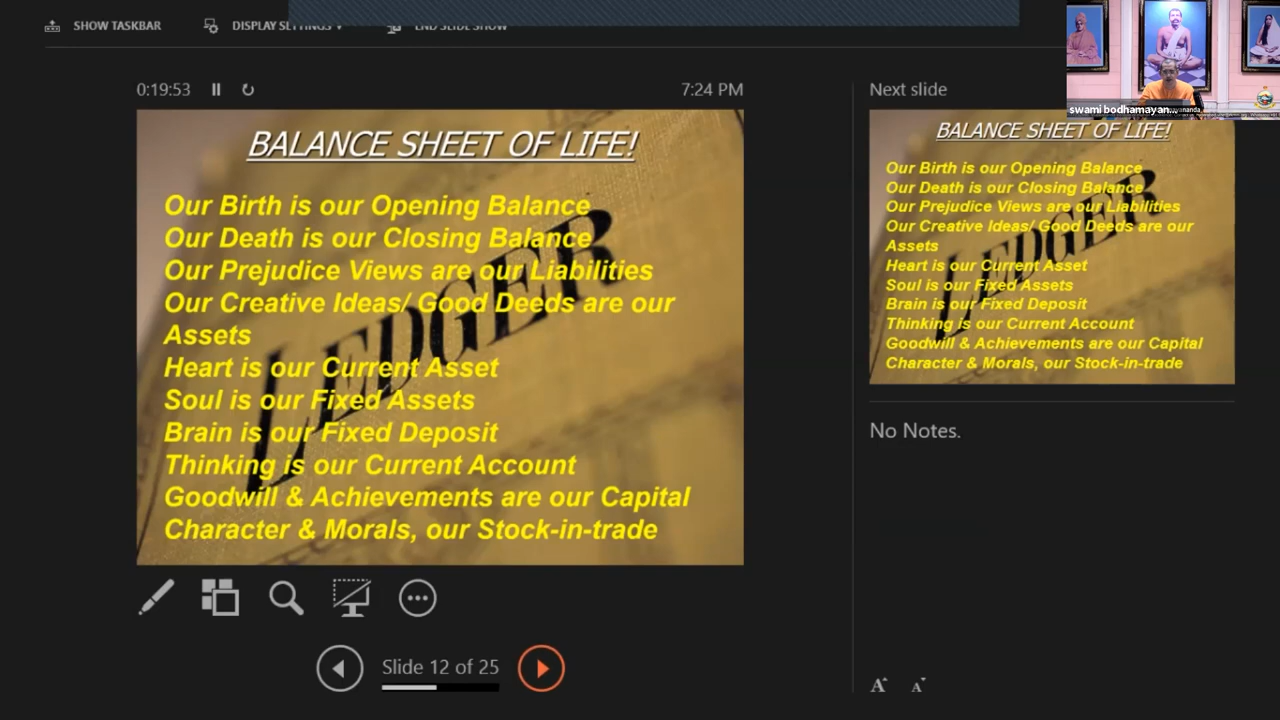 SHOW TASKBAR
DISPLAY SETTINGS
END SLIDE SHOW
0:19:53
7:24 PM
BALANCE SHEET OF LIFE!
Our Birth is our Opening Balance
Our Death is our Closing Balance
Our Prejudice Views are our Liabilities
Our Creative Ideas/ Good Deeds are our
Assets
Heart is our Current Asset
Soul is our Fixed Assets
Brain is our Fixed Deposit
Thinking is our Current Account
Goodwill & Achievements are our Capital
Character & Morals, our Stock-in-trade
LEDGER
Slide 12 of 25
Next slide
swami bodhamayan...
BALANCE SHEET OF LIFE!
Our Birth is our Opening Balance
Our Death is our Closing Balance
Our Prejudice Views are our Liabilities
Our Creative Ideas/ Good Deeds are our
Assets
Heart is our Current Asset
Soul is our Fixed Assets
Brain is our Fixed Deposit
Thinking is our Current Account
Goodwill & Achievements are our Capital
Character & Morals, our Stock-in-trade
LEDGER
No Notes.
A A